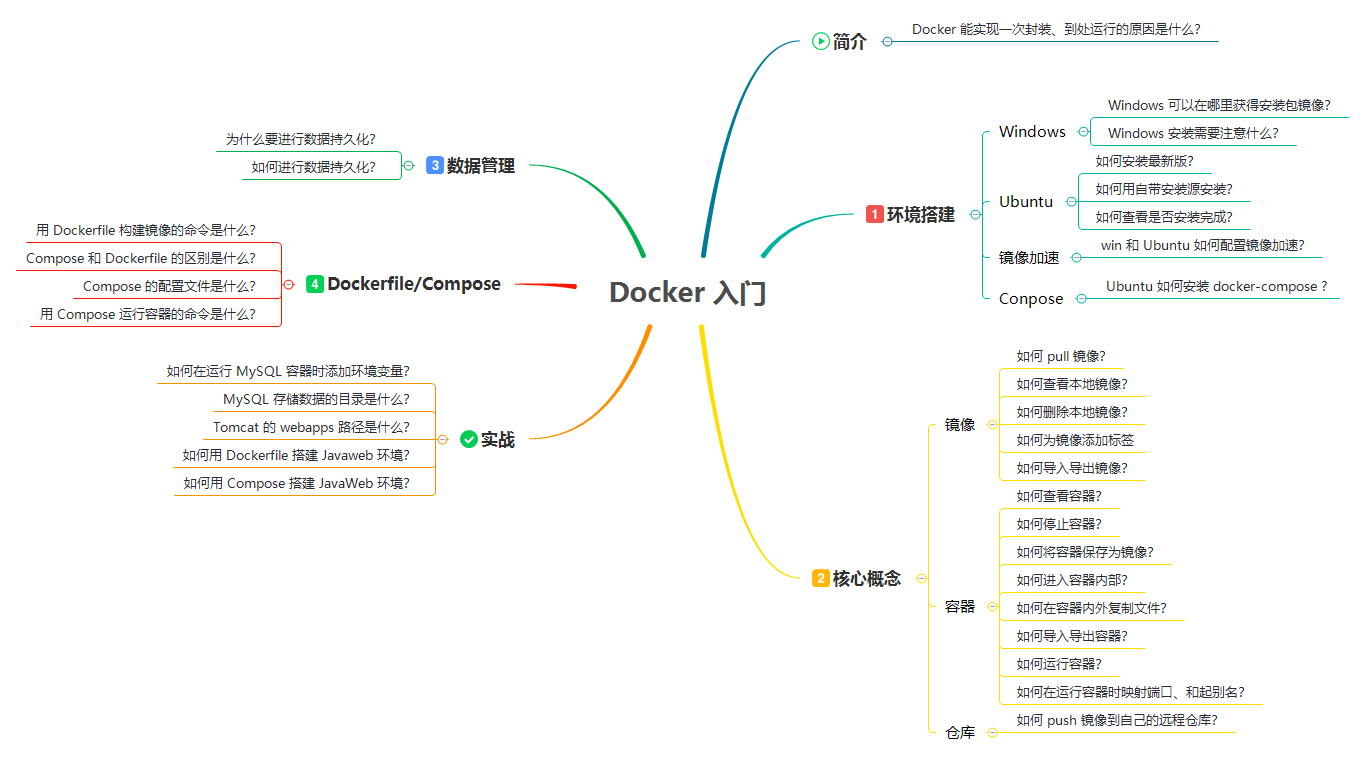 Docker 入门
简介
Docker 能实现一次封装、到处运行的原因是什么?
1 环境搭建
Windows
Windows 可以在哪里获得安装包镜像?
Windows 安装需要注意什么?
Ubuntu
如何安装最新版?
如何用自带安装源安装?
如何查看是否安装完成?
镜像加速
win 和 Ubuntu 如何配置镜像加速?
Conpose
Ubuntu 如何安装 docker-compose ?
2 核心概念
镜像
如何 pull 镜像?
如何查看本地镜像?
如何删除本地镜像?
如何为镜像添加标签
如何导入导出镜像?
容器
如何查看容器?
如何停止容器?
如何将容器保存为镜像?
如何进入容器内部?
如何在容器内外复制文件?
如何导入导出容器?
如何运行容器?
如何在运行容器时映射端口、和起别名?
仓库
如何 push 镜像到自己的远程仓库?
3 数据管理
为什么要进行数据持久化?
如何进行数据持久化?
4 Dockerfile/Compose
用 Dockerfile 构建镜像的命令是什么?
Compose 和 Dockerfile 的区别是什么?
Compose 的配置文件是什么?
用 Compose 运行容器的命令是什么?
实战
如何在运行 MySQL 容器时添加环境变量?
MySQL 存储数据的目录是什么?
Tomcat 的 webapps 路径是什么?
如何用 Dockerfile 搭建 Javaweb 环境?
如何用 Compose 搭建 JavaWeb 环境?